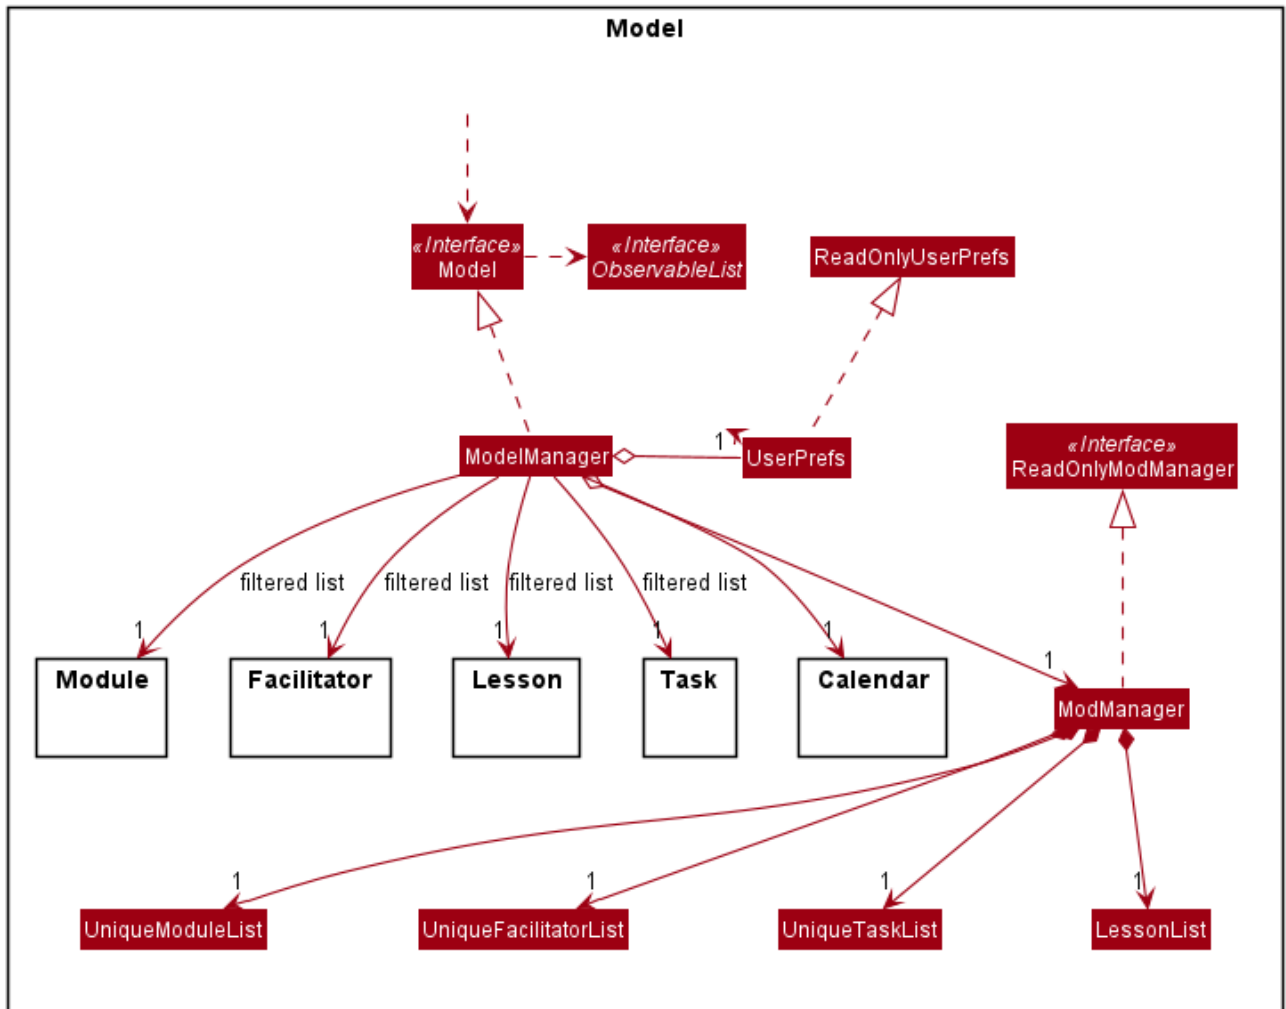 Model
«Interface»
Model
«Interface»
ObservableList
ReadOnlyUserPrefs
ModelManager
1
UserPrefs
«Interface»
ReadOnlyModManager
filtered list
filtered list
filtered list
filtered list
1
1
1
1
1
1
Module
Facilitator
Lesson
Task
Calendar
ModManager
1
1
1
1
UniqueModuleList
UniqueFacilitatorList
UniqueTaskList
LessonList